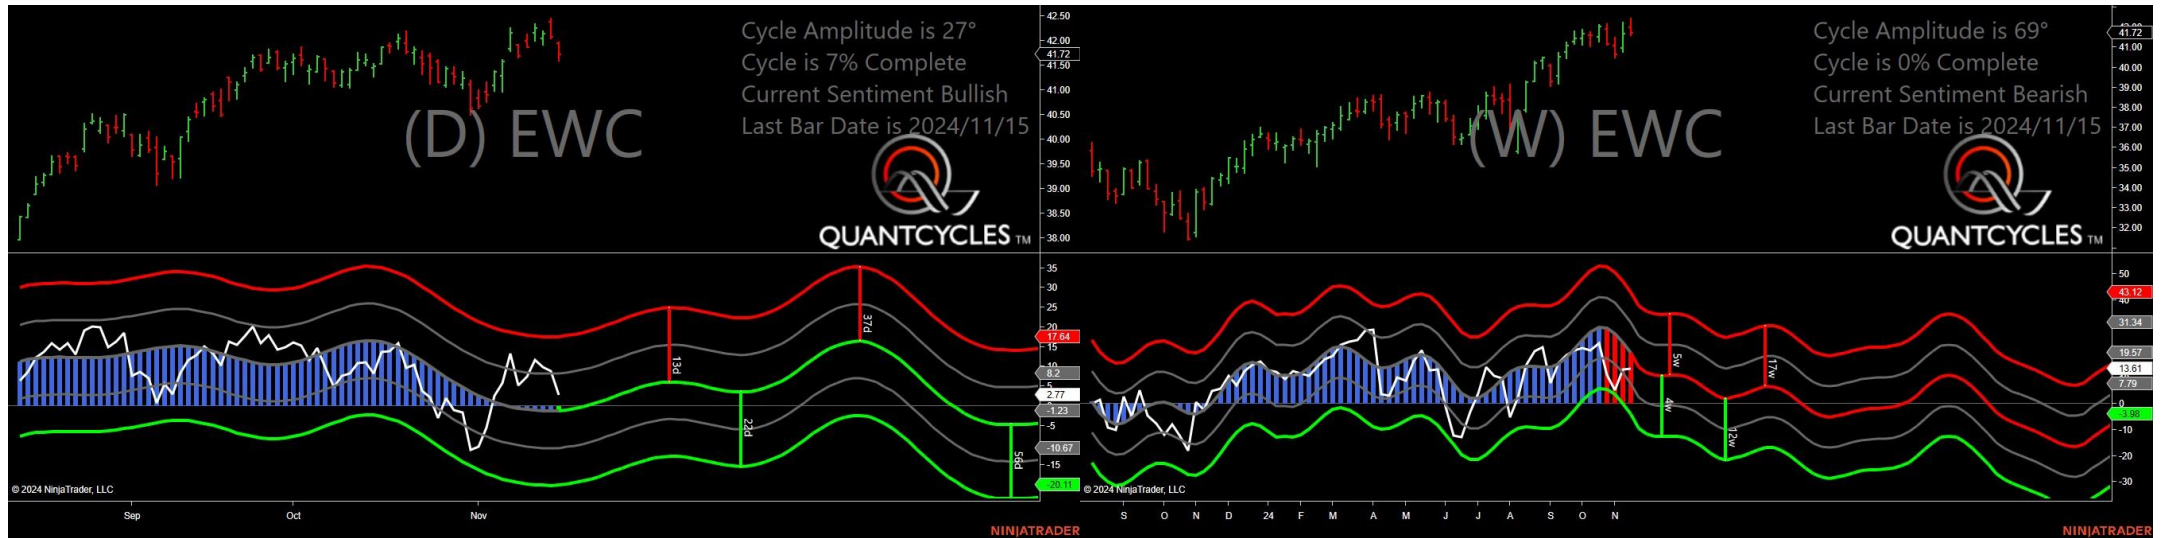 Cycle Amplitude is 27°
Cycle is 7% Complete
Current Sentiment Bullish
Last Bar Date is 2024/11/15
(D) EWC
QUANTCYCLES TM
42.50
42.00
41.72
41.50
41.00
40.50
40.00
39.50
39.00
38.50
38.00
35
30
25
20
17.64
15
10
8.2
5
2.77
-1.23
-5
-10.67
-15
-20.11
13d
22d
37d
56d
© 2024 NinjaTrader, LLC
Sep Oct Nov
NINJATRADER
Cycle Amplitude is 69°
Cycle is 0% Complete
Current Sentiment Bearish
Last Bar Date is 2024/11/15
(W) EWC
QUANTCYCLES TM
41.72
41.00
40.00
39.00
38.00
37.00
36.00
35.00
34.00
33.00
32.00
50
43.12
40
31.34
19.57
13.61
7.79
0
-3.98
-10
-20
-30
5w
4w
12w
17w
© 2024 NinjaTrader, LLC
S O N D 24 F M A M J J A S O N
NINJATRADER